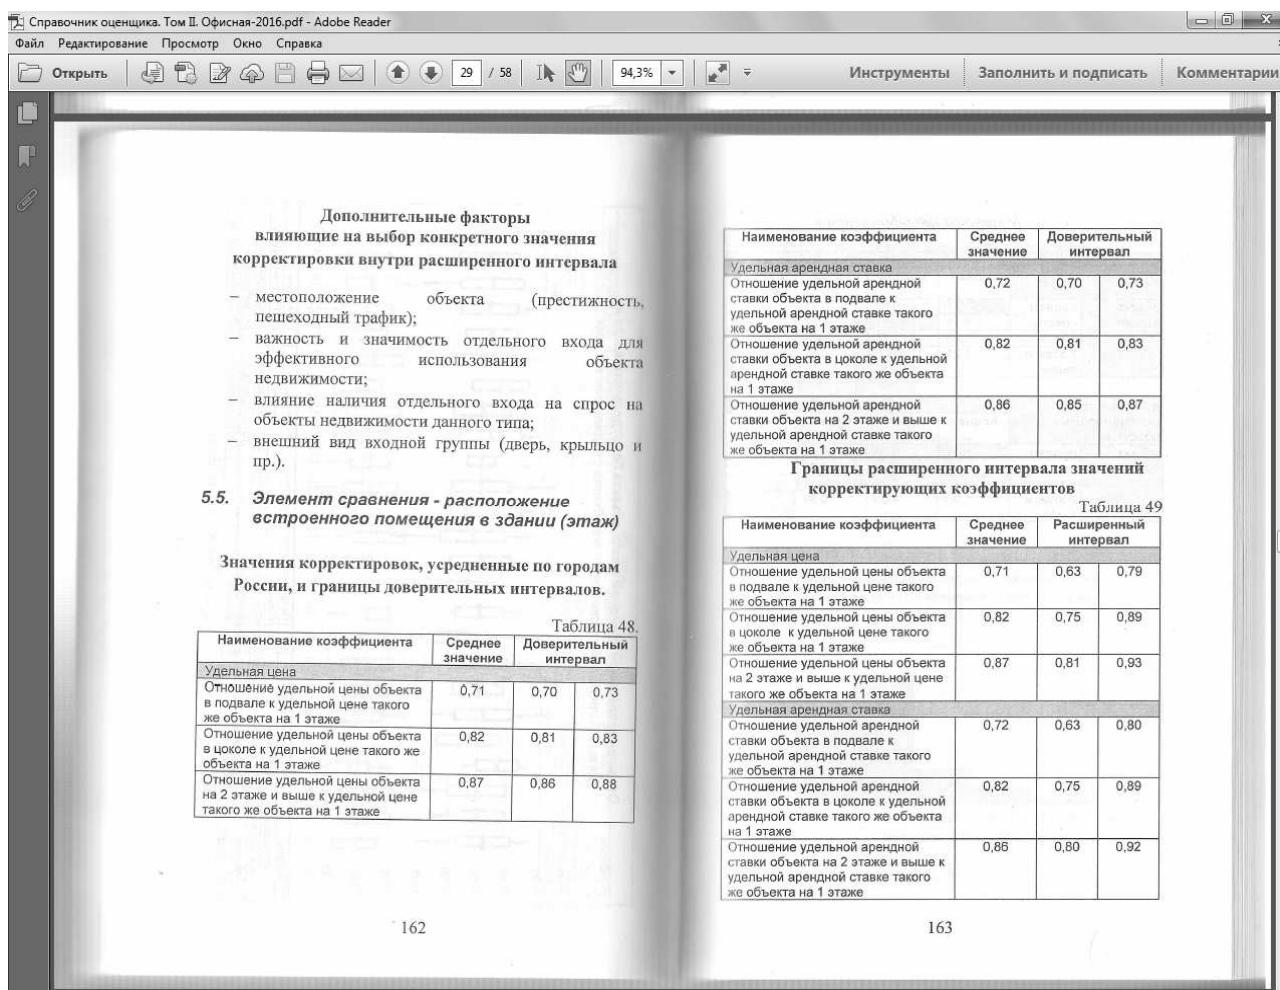 Справочник оценщика. Том II. Офисная-2016.pdf - Adobe Reader
Файл Редактирование Просмотр Окно Справка
Открыть 29 / 58 94,3% Инструменты Заполнить и подписать Комментарии
Дополнительные факторы
влияющие на выбор конкретного значения
корректировки внутри расширенного интервала
– местоположение объекта (престижность,
пешеходный трафик);
– важность и значимость отдельного входа для
эффективного использования объекта
недвижимости;
– влияние наличия отдельного входа на спрос на
объекты недвижимости данного типа;
– внешний вид входной группы (дверь, крыльцо и
пр.).
5.5. Элемент сравнения - расположение
встроенного помещения в здании (этаж)
Значения корректировок, усредненные по городам
России, и границы доверительных интервалов.
Таблица 48.
Наименование коэффициента Среднее Доверительный
значение интервал
Удельная цена
Отношение удельной цены объекта 0,71 0,70 0,73
в подвале к удельной цене такого
же объекта на 1 этаже
Отношение удельной цены объекта 0,82 0,81 0,83
в цоколе к удельной цене такого же
объекта на 1 этаже
Отношение удельной цены объекта 0,87 0,86 0,88
на 2 этаже и выше к удельной цене
такого же объекта на 1 этаже
162
Наименование коэффициента Среднее Доверительный
значение интервал
Удельная арендная ставка
Отношение удельной арендной 0,72 0,70 0,73
ставки объекта в подвале к
удельной арендной ставке такого
же объекта на 1 этаже
Отношение удельной арендной 0,82 0,81 0,83
ставки объекта в цоколе к удельной
арендной ставке такого же объекта
на 1 этаже
Отношение удельной арендной 0,86 0,85 0,87
ставки объекта на 2 этаже и выше к
удельной арендной ставке такого
же объекта на 1 этаже
Границы расширенного интервала значений
корректирующих коэффициентов
Таблица 49
Наименование коэффициента Среднее Расширенный
значение интервал
Удельная цена
Отношение удельной цены объекта 0,71 0,63 0,79
в подвале к удельной цене такого
же объекта на 1 этаже
Отношение удельной цены объекта 0,82 0,75 0,89
в цоколе к удельной цене такого
же объекта на 1 этаже
Отношение удельной цены объекта 0,87 0,81 0,93
на 2 этаже и выше к удельной цене
такого же объекта на 1 этаже
Удельная арендная ставка
Отношение удельной арендной 0,72 0,63 0,80
ставки объекта в подвале к
удельной арендной ставке такого
же объекта на 1 этаже
Отношение удельной арендной 0,82 0,75 0,89
ставки объекта в цоколе к удельной
арендной ставке такого же объекта
на 1 этаже
Отношение удельной арендной 0,86 0,80 0,92
ставки объекта на 2 этаже и выше к
удельной арендной ставке такого
же объекта на 1 этаже
163